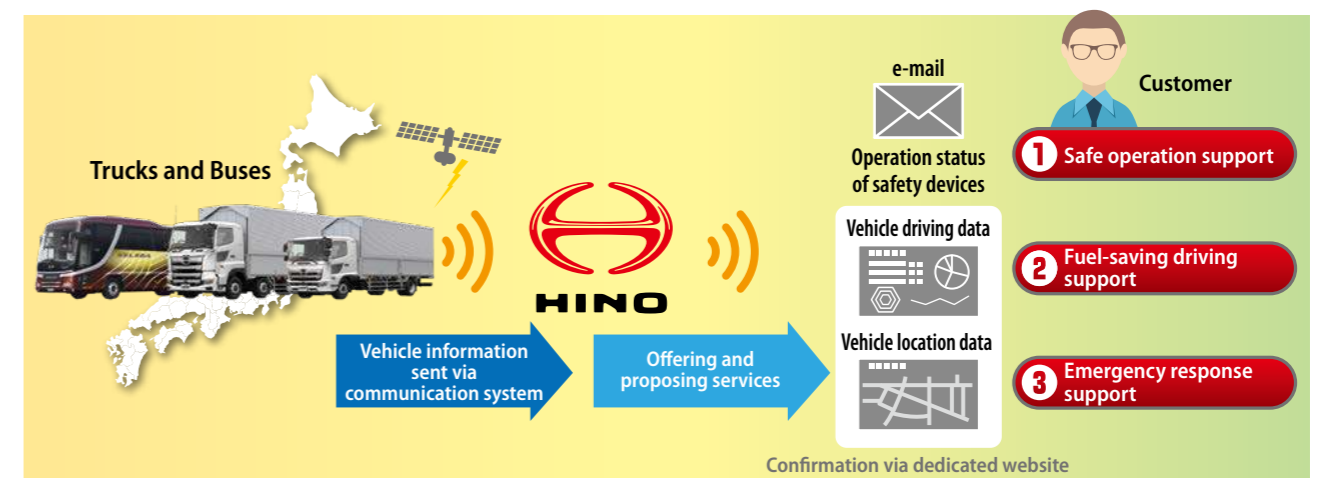 Trucks and Buses
HINO
Vehicle information
sent via
communication system
Offering and
proposing services
e-mail
Operation status
of safety devices
Vehicle driving data
Vehicle location data
Confirmation via dedicated website
Customer
1 Safe operation support
2 Fuel-saving driving
support
3 Emergency response
support